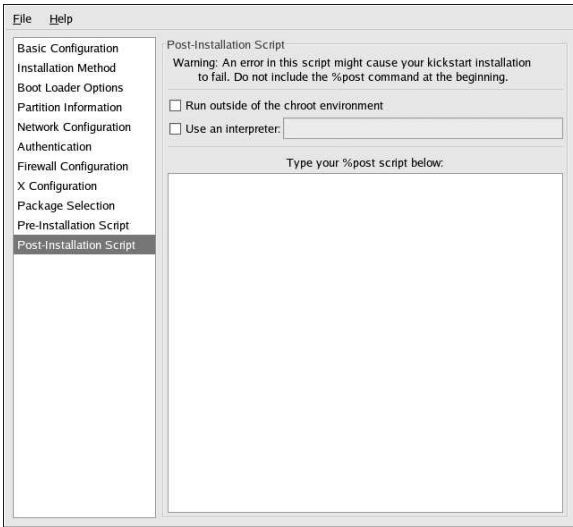 File Help
Basic Configuration
Installation Method
Boot Loader Options
Partition Information
Network Configuration
Authentication
Firewall Configuration
X Configuration
Package Selection
Pre-Installation Script
Post-Installation Script
Post-Installation Script
Warning: An error in this script might cause your kickstart installation
to fail. Do not include the %post command at the beginning.
Run outside of the chroot environment
Use an interpreter:
Type your %post script below: